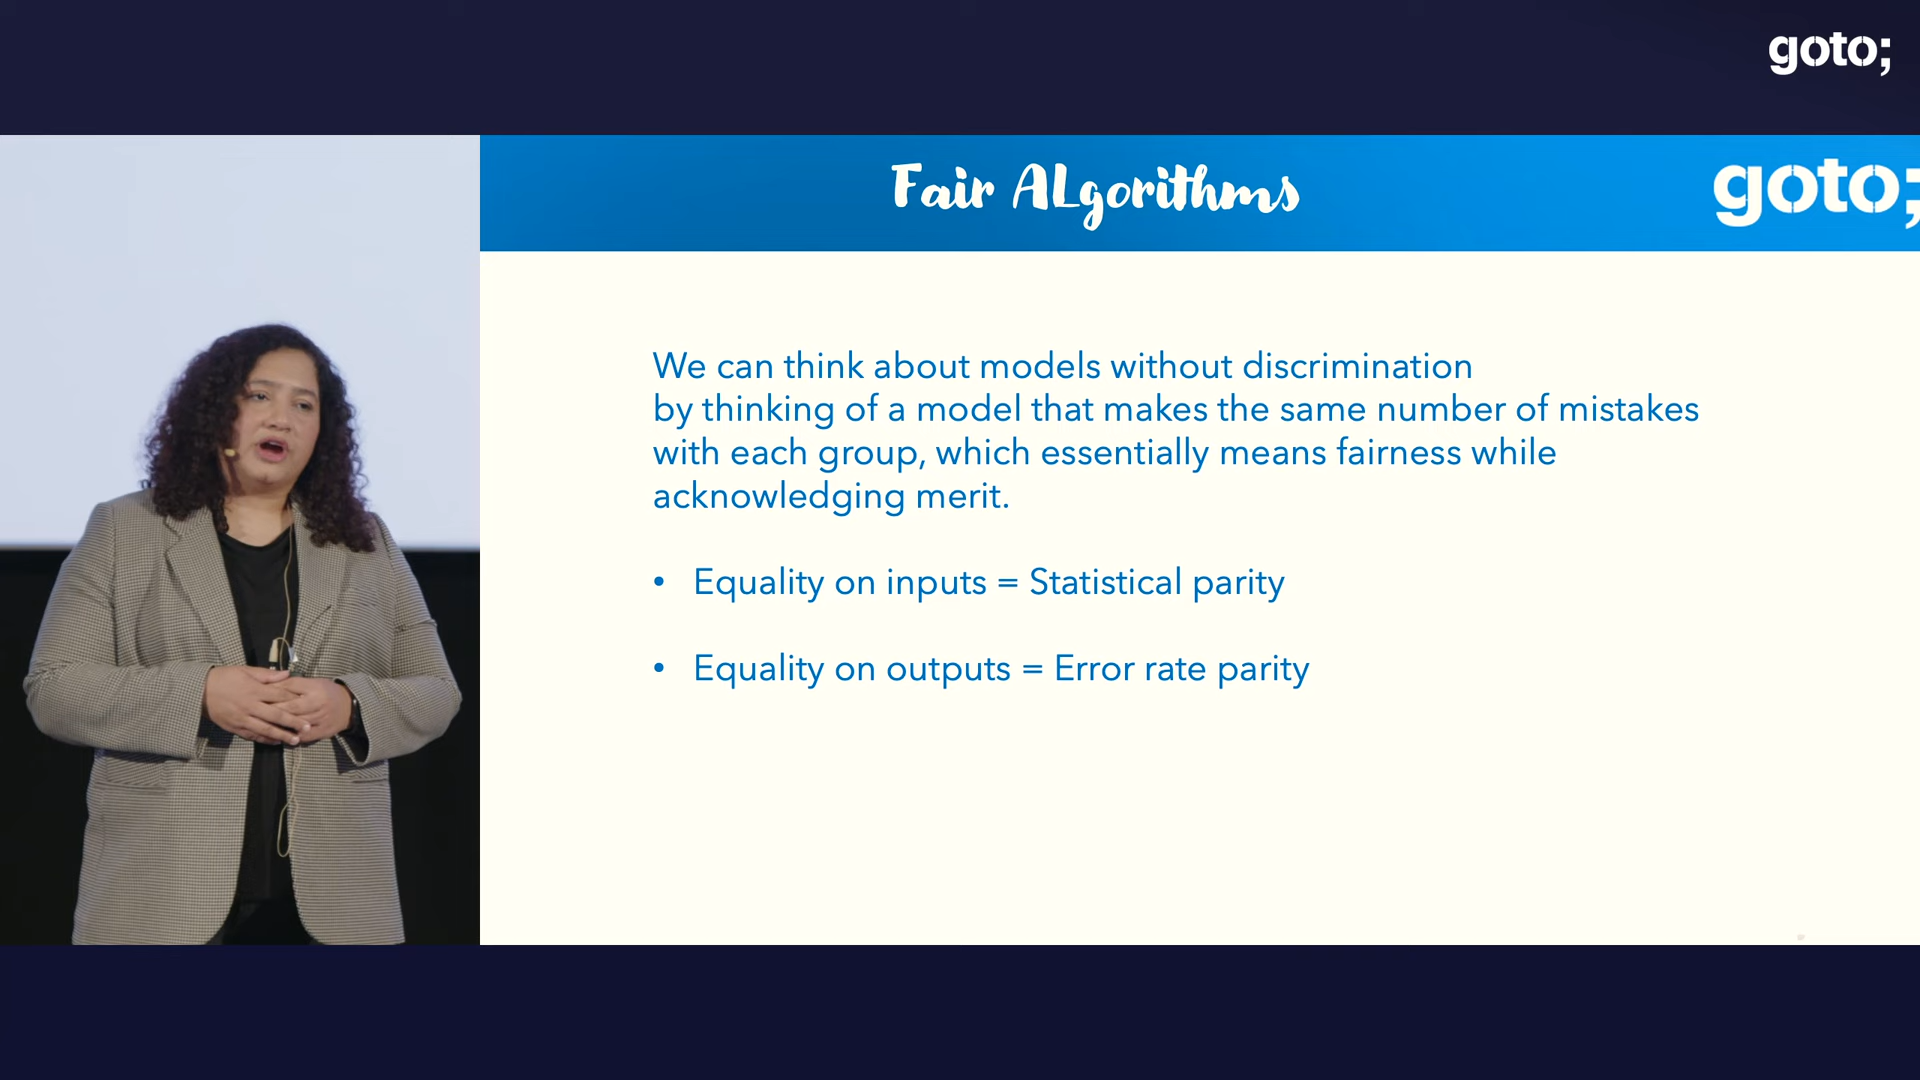 goto;
Fair ALgorithms
goto;
We can think about models without discrimination
by thinking of a model that makes the same number of mistakes
with each group, which essentially means fairness while
acknowledging merit.
• Equality on inputs = Statistical parity
• Equality on outputs = Error rate parity